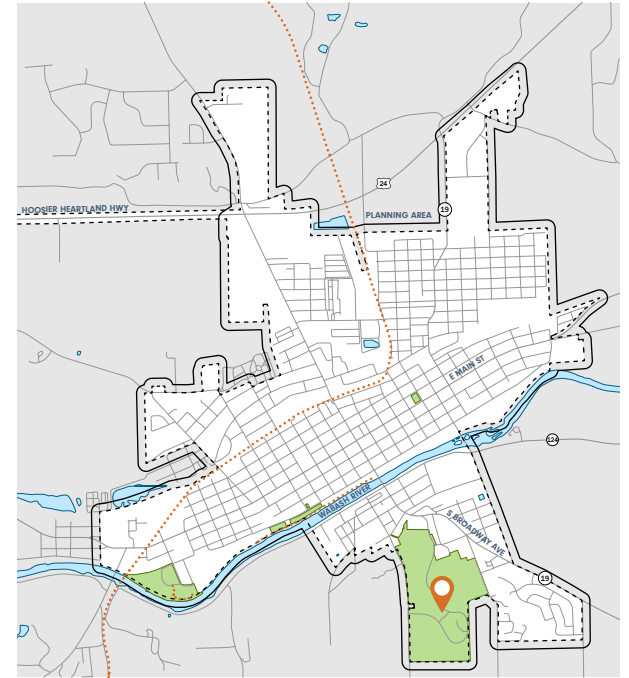 24
HOOSIER HEARTLAND HWY
19
PLANNING AREA
E MAIN ST
124
WABASH RIVER
S BROADWAY AVE
19